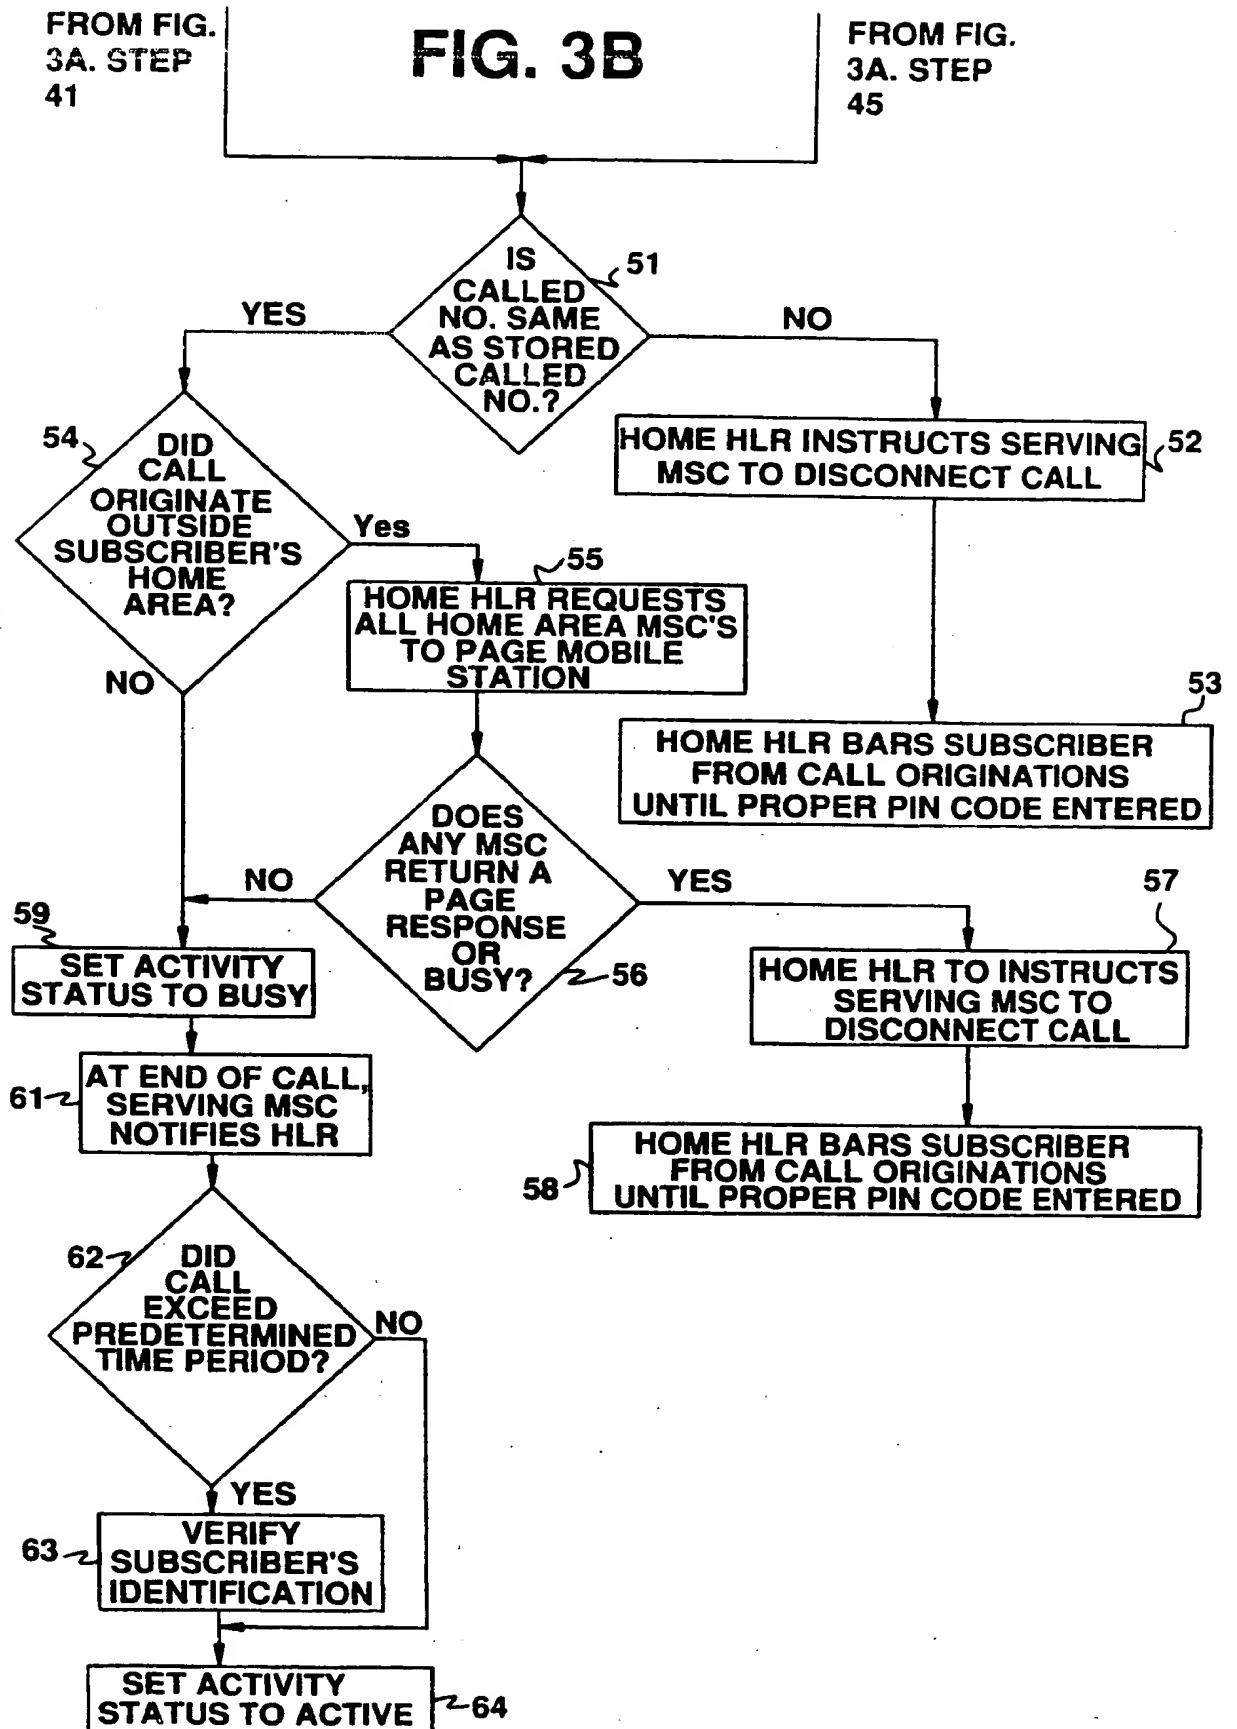 FROM FIG.
3A. STEP
41
FIG. 3B
FROM FIG.
3A. STEP
45
IS
CALLED
NO. SAME
AS STORED
CALLED
NO.?
51
YES
NO
HOME HLR INSTRUCTS SERVING
MSC TO DISCONNECT CALL
52
54
DID
CALL
ORIGINATE
OUTSIDE
SUBSCRIBER'S
HOME
AREA?
Yes
NO
55
HOME HLR REQUESTS
ALL HOME AREA MSC'S
TO PAGE MOBILE
STATION
53
HOME HLR BARS SUBSCRIBER
FROM CALL ORIGINATIONS
UNTIL PROPER PIN CODE ENTERED
DOES
ANY MSC
RETURN A
PAGE
RESPONSE
OR
BUSY?
56
NO
YES
57
HOME HLR TO INSTRUCTS
SERVING MSC TO
DISCONNECT CALL
59
SET ACTIVITY
STATUS TO BUSY
61
AT END OF CALL,
SERVING MSC
NOTIFIES HLR
58
HOME HLR BARS SUBSCRIBER
FROM CALL ORIGINATIONS
UNTIL PROPER PIN CODE ENTERED
62
DID
CALL
EXCEED
PREDETERMINED
TIME PERIOD?
NO
YES
63
VERIFY
SUBSCRIBER'S
IDENTIFICATION
SET ACTIVITY
STATUS TO ACTIVE
64